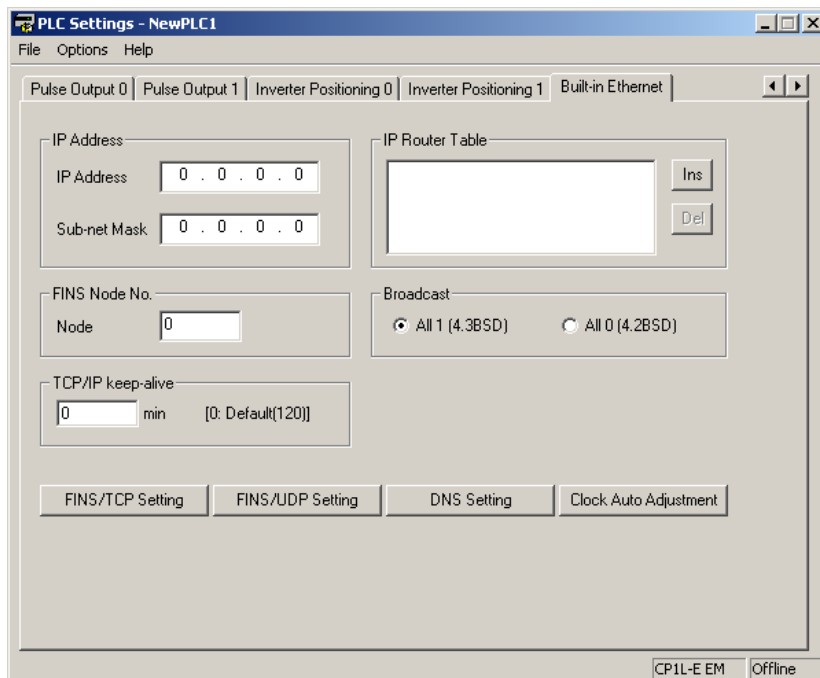 PLC Settings - NewPLC1
File Options Help
Pulse Output 0 Pulse Output 1 Inverter Positioning 0 Inverter Positioning 1 Built-in Ethernet
IP Address
IP Address 0 . 0 . 0 . 0
Sub-net Mask 0 . 0 . 0 . 0
IP Router Table
Ins
Del
FINS Node No.
Node 0
Broadcast
All 1 (4.3BSD) All 0 (4.2BSD)
TCP/IP keep-alive
0 min [0: Default(120)]
FINS/TCP Setting FINS/UDP Setting DNS Setting Clock Auto Adjustment
CP1L-E EM Offline